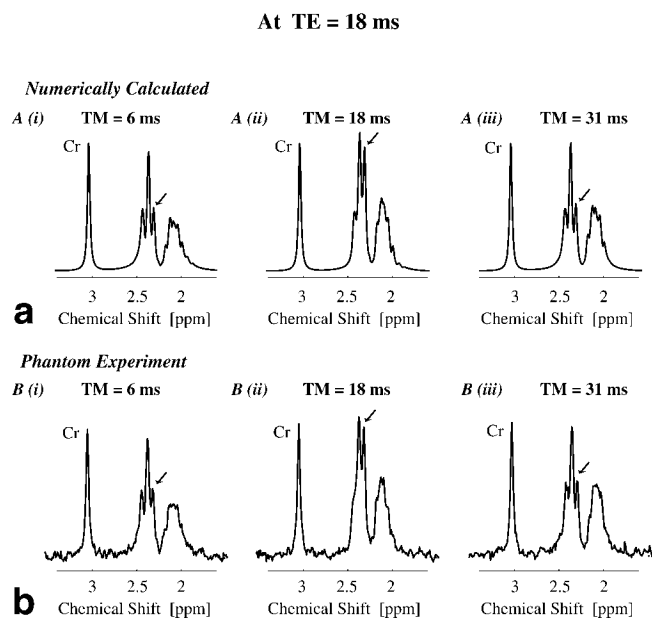 At TE = 18 ms
Numerically Calculated
A (i) TM = 6 ms A (ii) TM = 18 ms A (iii) TM = 31 ms
Cr Cr Cr
3 2.5 2 3 2.5 2 3 2.5 2
a Chemical Shift [ppm] Chemical Shift [ppm] Chemical Shift [ppm]
Phantom Experiment
B (i) TM = 6 ms B (ii) TM = 18 ms B (iii) TM = 31 ms
Cr Cr Cr
3 2.5 2 3 2.5 2 3 2.5 2
b Chemical Shift [ppm] Chemical Shift [ppm] Chemical Shift [ppm]